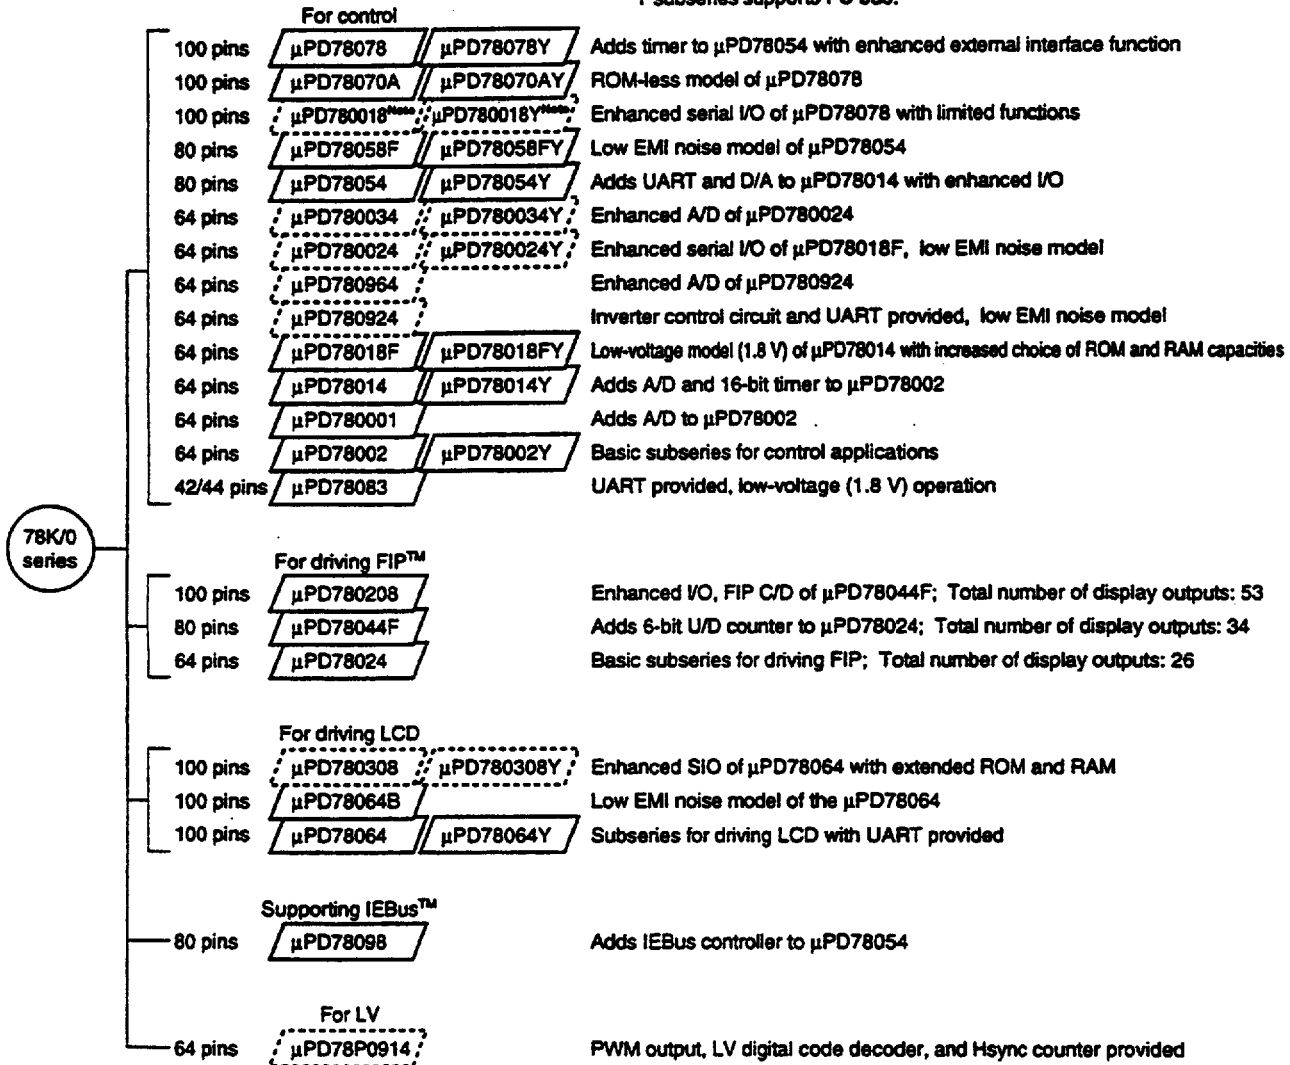 Y subseries supports I²C bus.
For control
100 pins μPD78078 μPD78078Y Adds timer to μPD78054 with enhanced external interface function
100 pins μPD78070A μPD78070AY ROM-less model of μPD78078
100 pins μPD780018Note μPD780018YNote Enhanced serial I/O of μPD78078 with limited functions
80 pins μPD78058F μPD78058FY Low EMI noise model of μPD78054
80 pins μPD78054 μPD78054Y Adds UART and D/A to μPD78014 with enhanced I/O
64 pins μPD780034 μPD780034Y Enhanced A/D of μPD780024
64 pins μPD780024 μPD780024Y Enhanced serial I/O of μPD78018F, low EMI noise model
64 pins μPD780964 Enhanced A/D of μPD780924
64 pins μPD780924 Inverter control circuit and UART provided, low EMI noise model
64 pins μPD78018F μPD78018FY Low-voltage model (1.8 V) of μPD78014 with increased choice of ROM and RAM capacities
64 pins μPD78014 μPD78014Y Adds A/D and 16-bit timer to μPD78002
64 pins μPD780001 Adds A/D to μPD78002
64 pins μPD78002 μPD78002Y Basic subseries for control applications
42/44 pins μPD78083 UART provided, low-voltage (1.8 V) operation
78K/0
series
For driving FIP™
100 pins μPD780208 Enhanced I/O, FIP C/D of μPD78044F; Total number of display outputs: 53
80 pins μPD78044F Adds 6-bit U/D counter to μPD78024; Total number of display outputs: 34
64 pins μPD78024 Basic subseries for driving FIP; Total number of display outputs: 26
For driving LCD
100 pins μPD780308 μPD780308Y Enhanced SIO of μPD78064 with extended ROM and RAM
100 pins μPD78064B Low EMI noise model of the μPD78064
100 pins μPD78064 μPD78064Y Subseries for driving LCD with UART provided
Supporting IEBus™
80 pins μPD78098 Adds IEBus controller to μPD78054
For LV
64 pins μPD78P0914 PWM output, LV digital code decoder, and Hsync counter provided